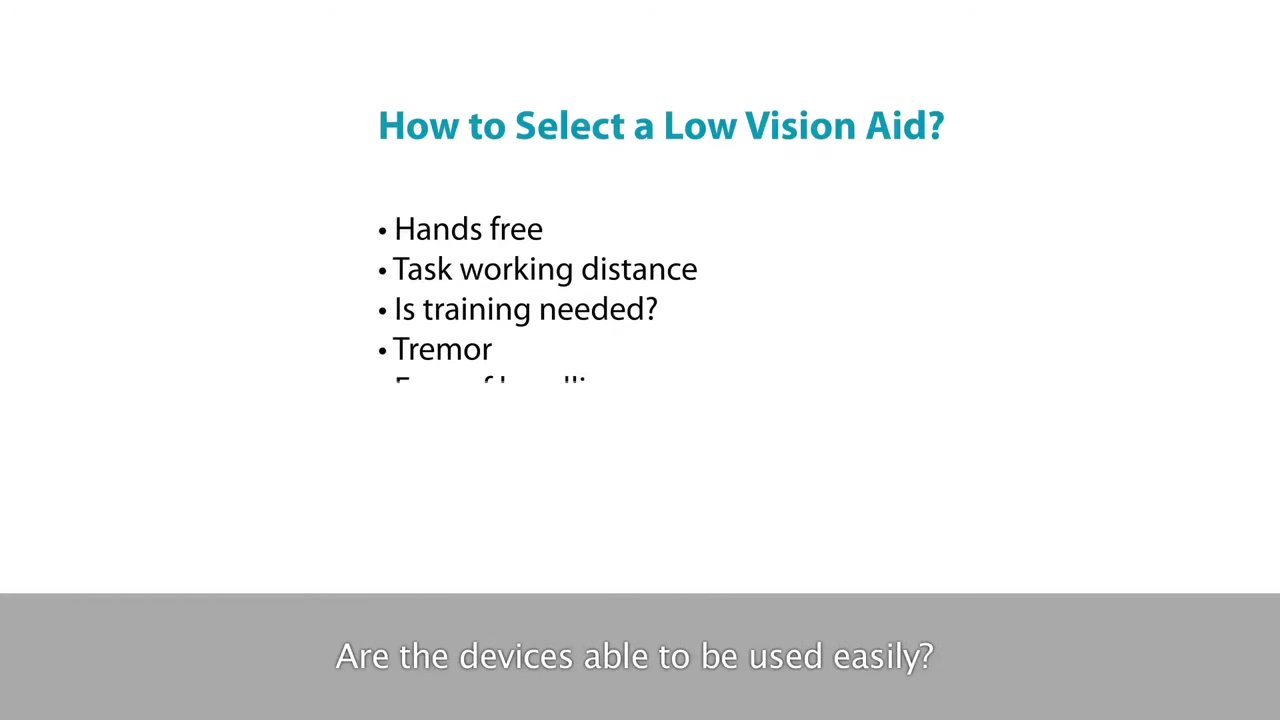 How to Select a Low Vision Aid?
• Hands free
• Task working distance
• Is training needed?
• Tremor
Are the devices able to be used easily?